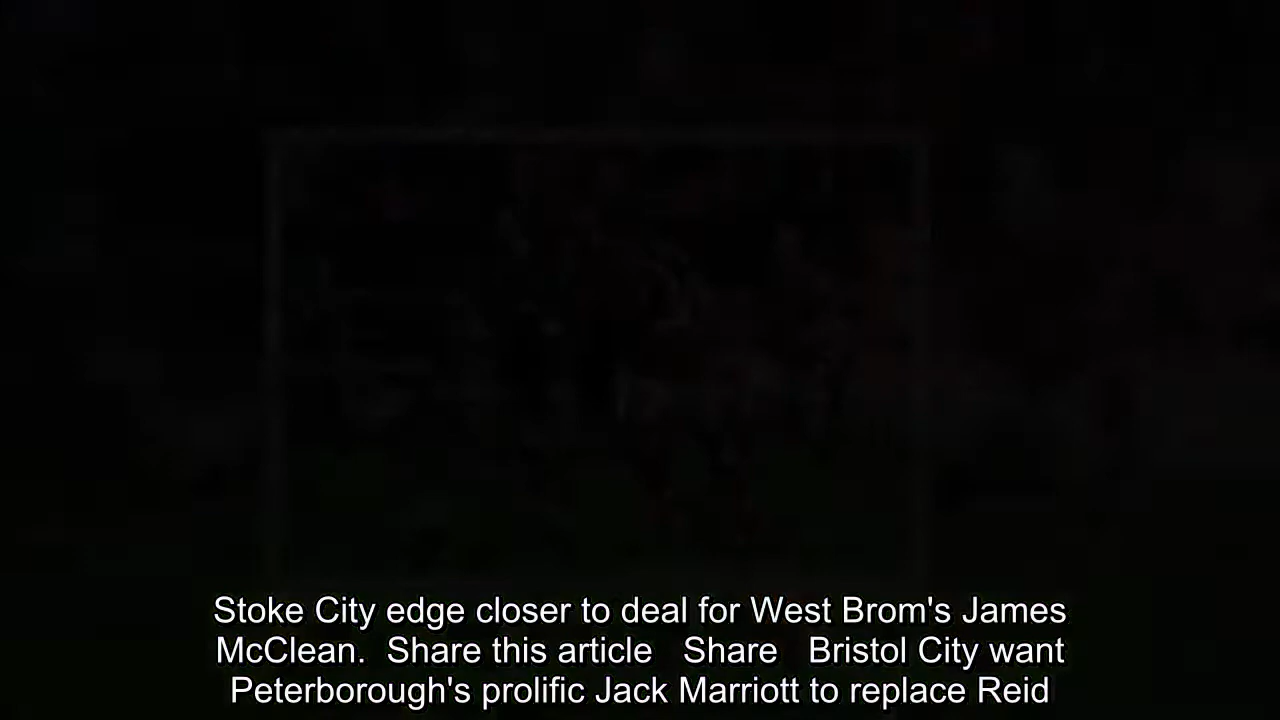 Stoke City edge closer to deal for West Brom's James
McClean.  Share this article   Share   Bristol City want
Peterborough's prolific Jack Marriott to replace Reid